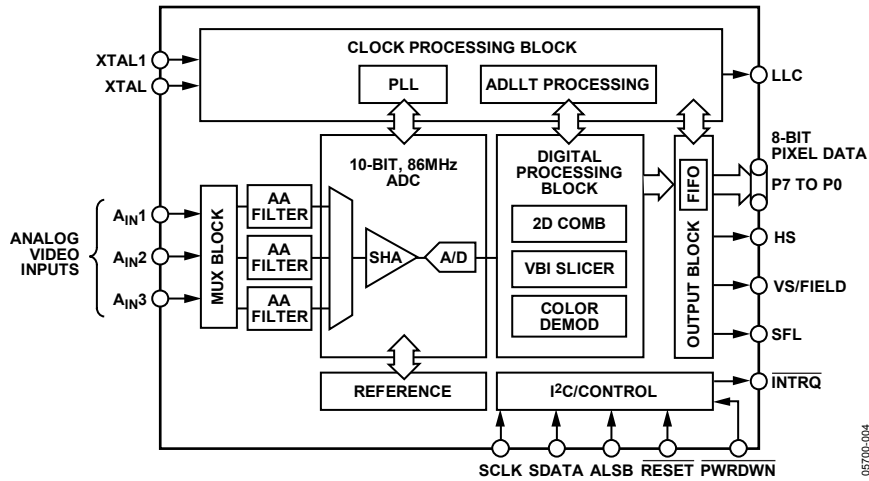 CLOCK PROCESSING BLOCK
XTAL1
XTAL
PLL
ADLLT PROCESSING
LLC
10-BIT, 86MHz
ADC
DIGITAL
PROCESSING
BLOCK
8-BIT
PIXEL DATA
P7 TO P0
FIFO
OUTPUT BLOCK
ANALOG
VIDEO
INPUTS
AIN1
AIN2
AIN3
MUX BLOCK
AA
FILTER
AA
FILTER
AA
FILTER
SHA
A/D
2D COMB
VBI SLICER
COLOR
DEMOD
HS
VS/FIELD
SFL
REFERENCE
I2C/CONTROL
INTRQ
SCLK
SDATA
ALSB
RESET
PWRDWN
05700-004